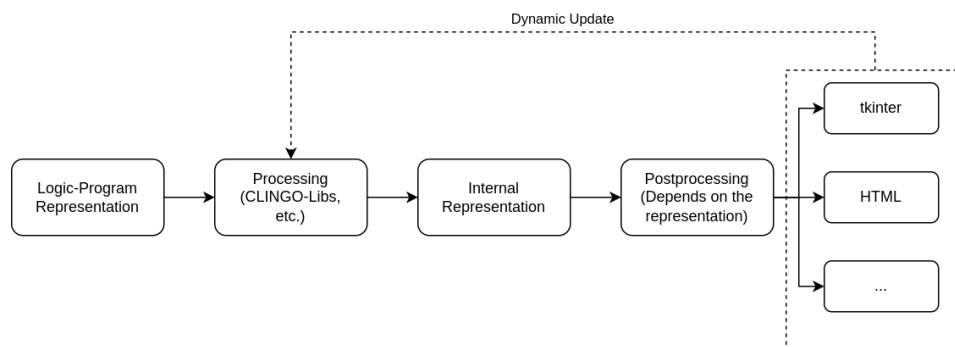 Dynamic Update
tkinter
Logic-Program
Representation
Processing
(CLINGO-Libs,
etc.)
Internal
Representation
Postprocessing
(Depends on the
representation)
HTML
...